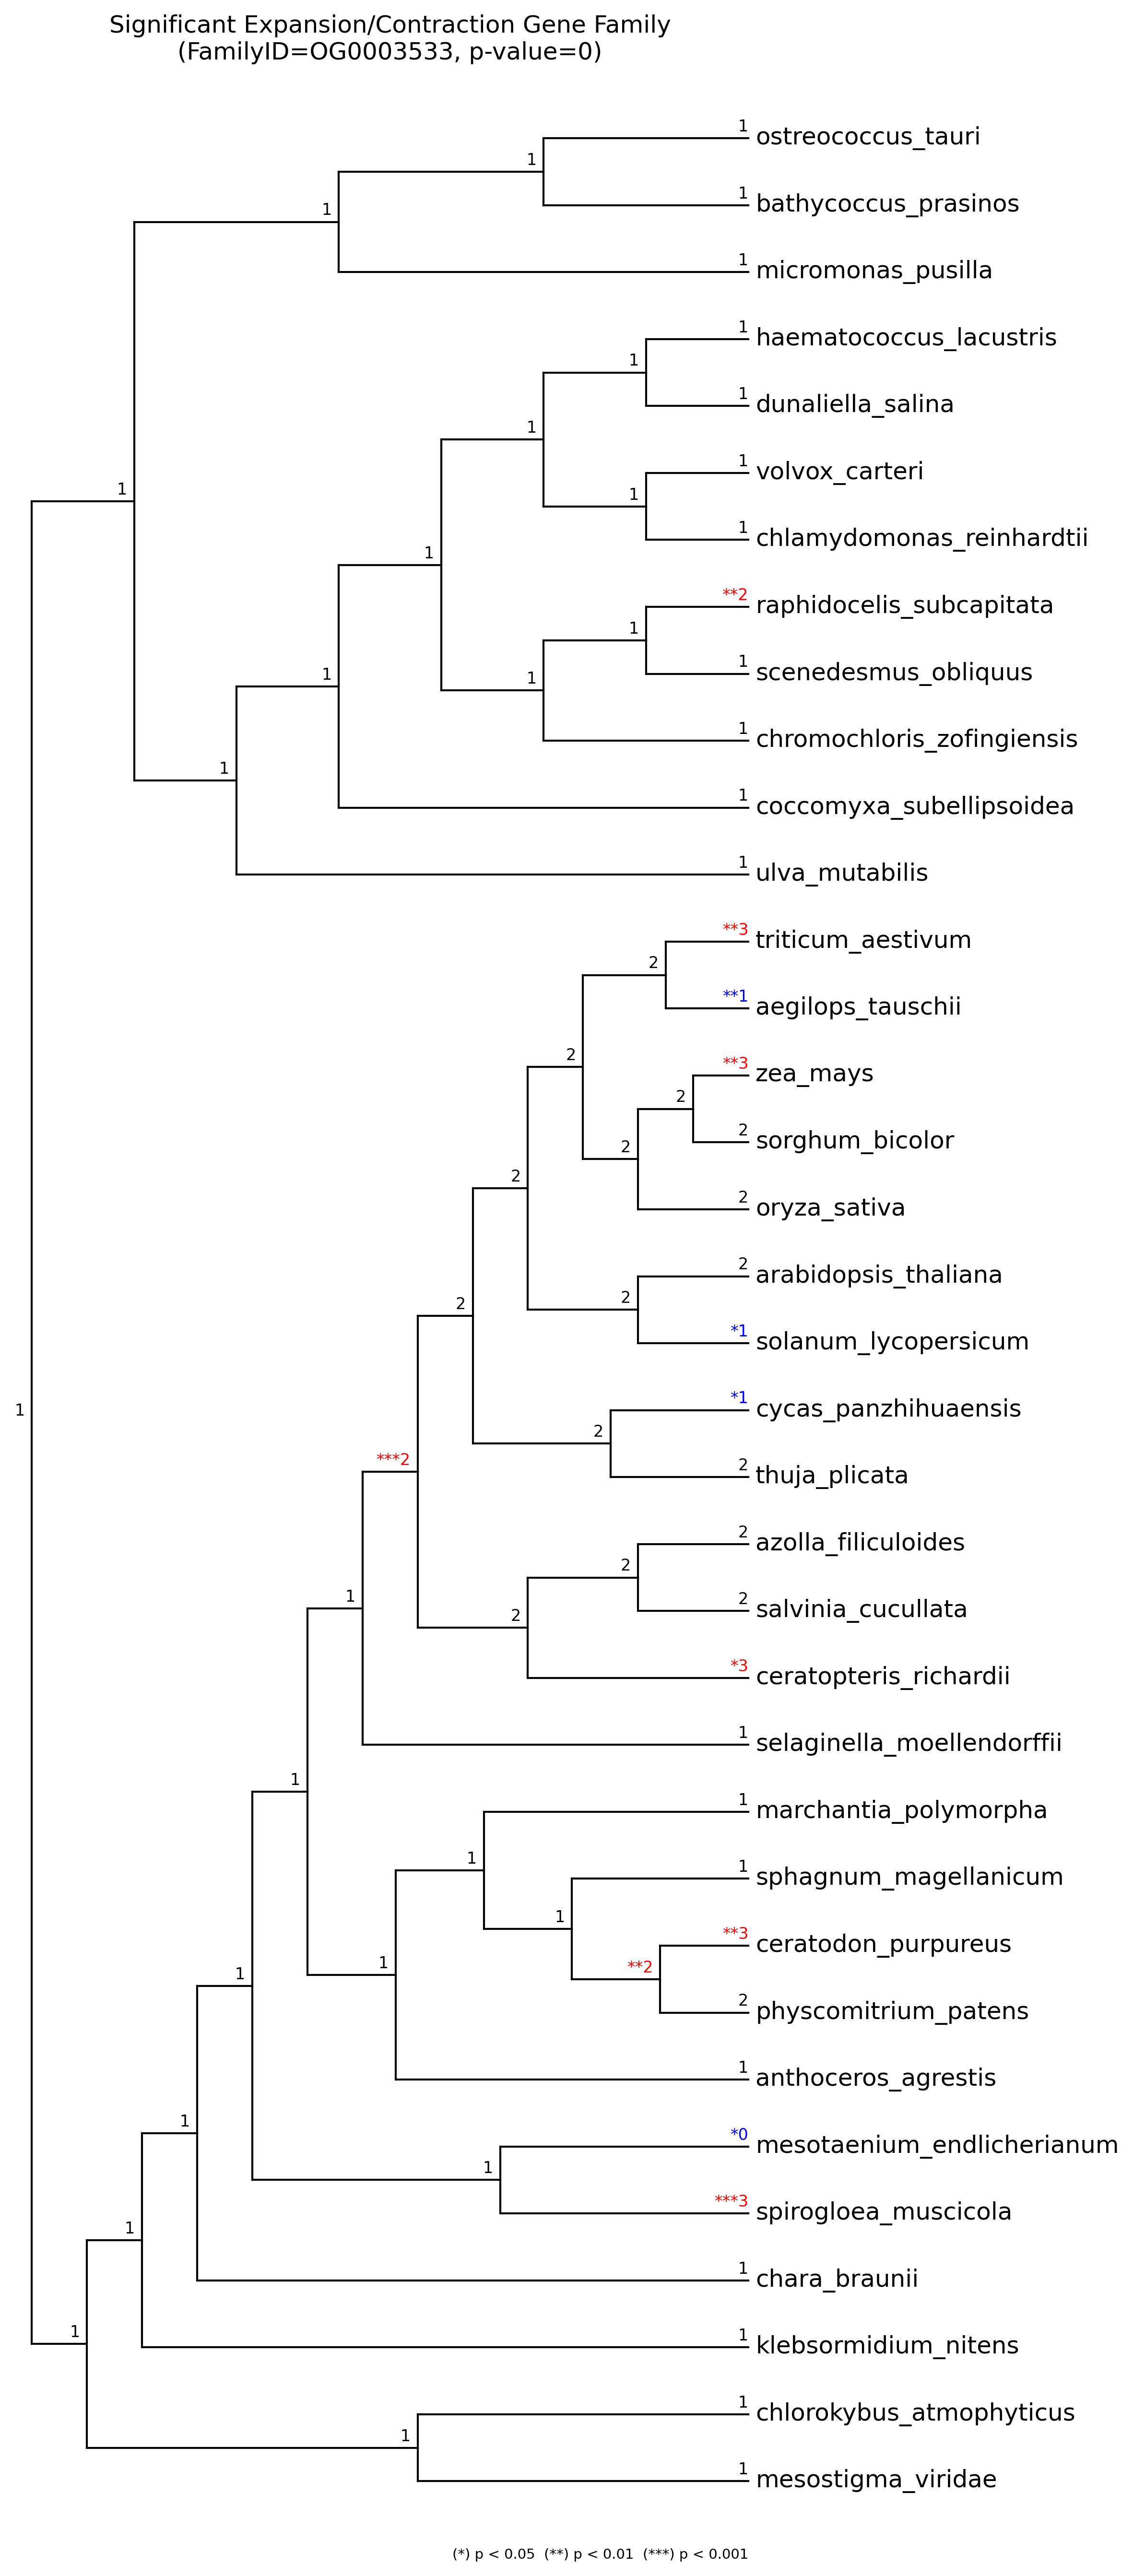 Significant Expansion/Contraction Gene Family
(FamilyID=OG0003533, p-value=0)
1
ostreococcus_tauri
1
1
bathycoccus_prasinos
1
1
micromonas_pusilla
1
haematococcus_lacustris
1
1
dunaliella_salina
1
1
volvox_carteri
1
1
1
chlamydomonas_reinhardtii
1
**2
raphidocelis_subcapitata
1
1
scenedesmus_obliquus
1
1
1
chromochloris_zofingiensis
1
1
coccomyxa_subellipsoidea
1
ulva_mutabilis
**3
triticum_aestivum
2
**1
aegilops_tauschii
2
**3
zea_mays
2
2
sorghum_bicolor
2
2
2
oryza_sativa
2
arabidopsis_thaliana
2
2
*1
solanum_lycopersicum
1
*1
cycas_panzhihuaensis
2
***2
2
thuja_plicata
2
azolla_filiculoides
2
1
2
salvinia_cucullata
2
*3
ceratopteris_richardii
1
selaginella_moellendorffii
1
1
marchantia_polymorpha
1
1
sphagnum_magellanicum
1
**3
ceratodon_purpureus
1
1
**2
2
physcomitrium_patens
1
anthoceros_agrestis
1
*0
mesotaenium_endlicherianum
1
***3
spirogloea_muscicola
1
1
chara_braunii
1
1
klebsormidium_nitens
1
chlorokybus_atmophyticus
1
1
mesostigma_viridae
(*) p < 0.05 (**) p < 0.01 (***) p < 0.001